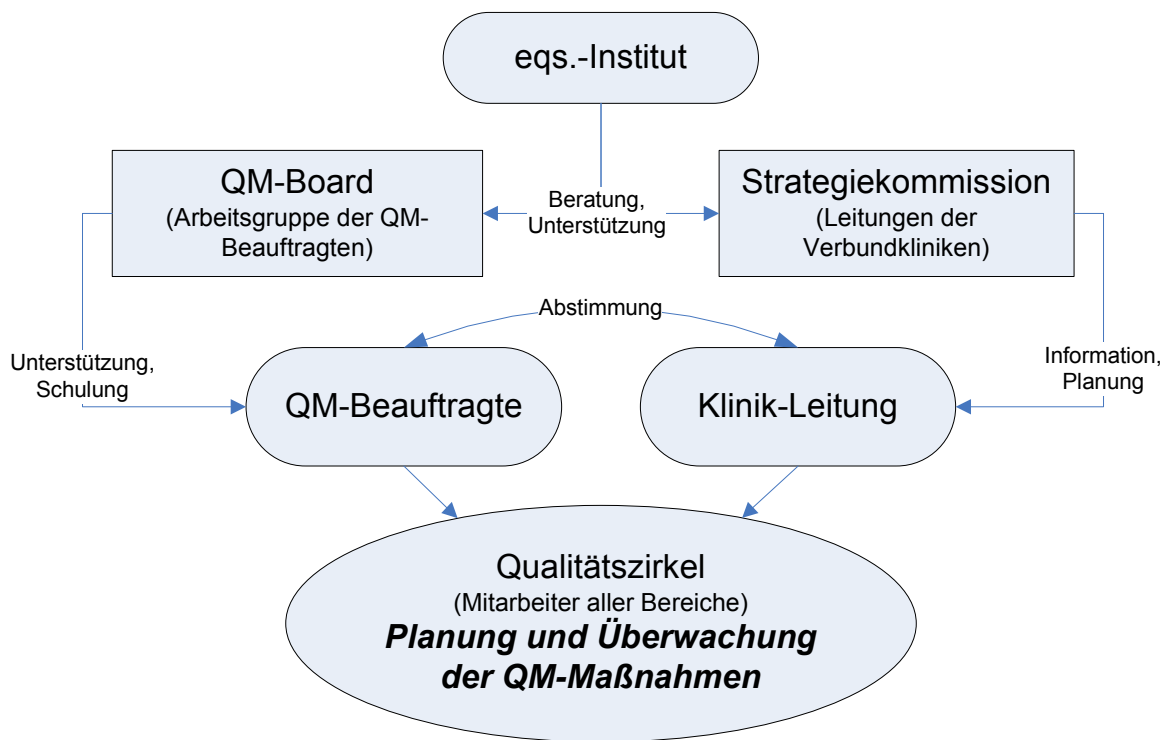 eqs.-Institut
QM-Board
(Arbeitsgruppe der QM-
Beauftragten)
Beratung,
Unterstützung
Strategiekommission
(Leitungen der
Verbundkliniken)
Abstimmung
Unterstützung,
Schulung
Information,
Planung
QM-Beauftragte
Klinik-Leitung
Qualitätszirkel
(Mitarbeiter aller Bereiche)
Planung und Überwachung
der QM-Maßnahmen